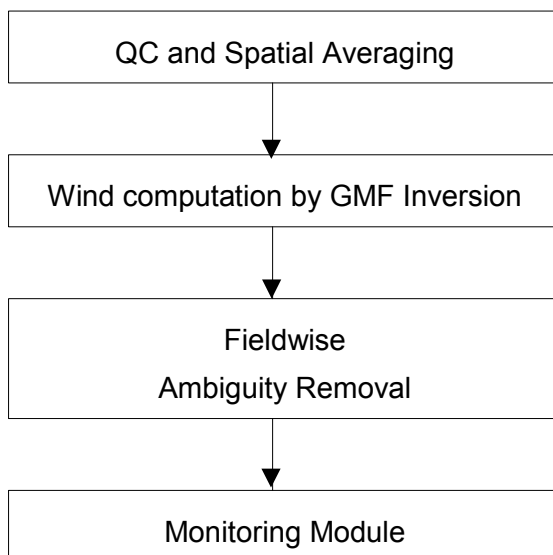 QC and Spatial Averaging
Wind computation by GMF Inversion
Fieldwise
Ambiguity Removal
Monitoring Module